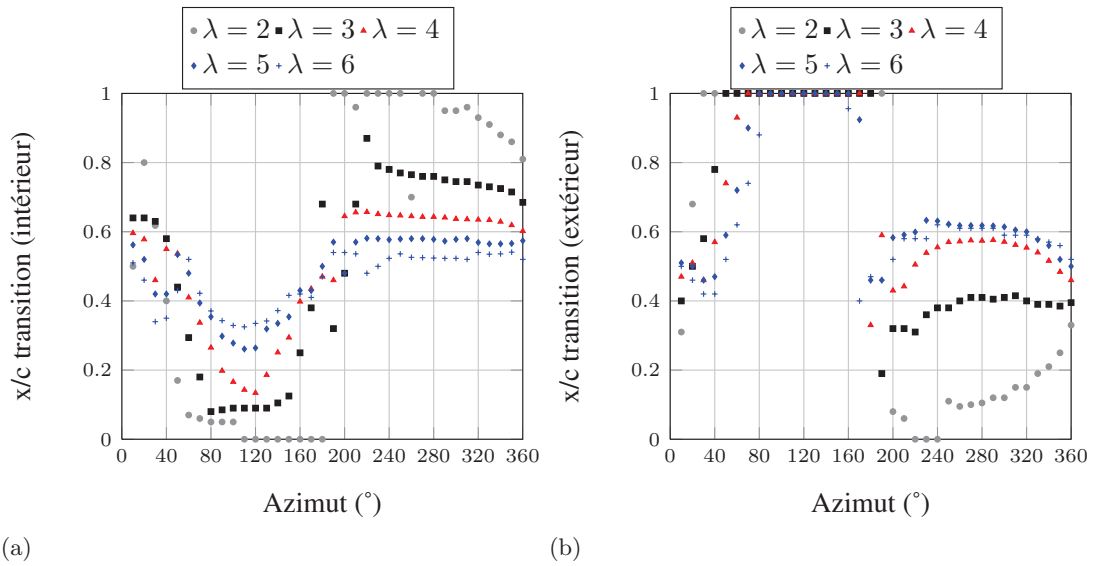 λ = 2 λ = 3 λ = 4
λ = 5 λ = 6
x/c transition (intérieur)
1
0.8
0.6
0.4
0.2
0
0 40 80 120 160 200 240 280 320 360
Azimut (°)
(a)
λ = 2 λ = 3 λ = 4
λ = 5 λ = 6
x/c transition (extérieur)
1
0.8
0.6
0.4
0.2
0
0 40 80 120 160 200 240 280 320 360
Azimut (°)
(b)